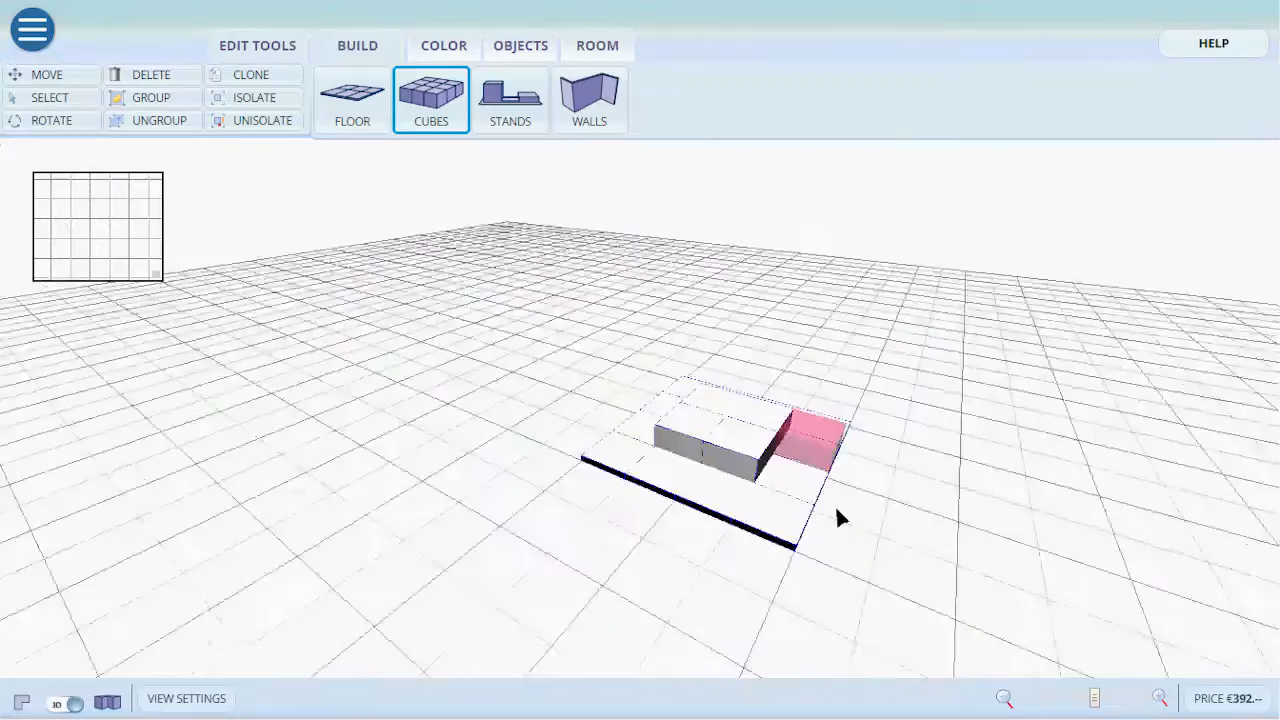 EDIT TOOLS BUILD COLOR OBJECTS ROOM HELP
MOVE DELETE CLONE
SELECT GROUP ISOLATE
ROTATE UNGROUP UNISOLATE
FLOOR CUBES STANDS WALLS
3D VIEW SETTINGS PRICE €392.--